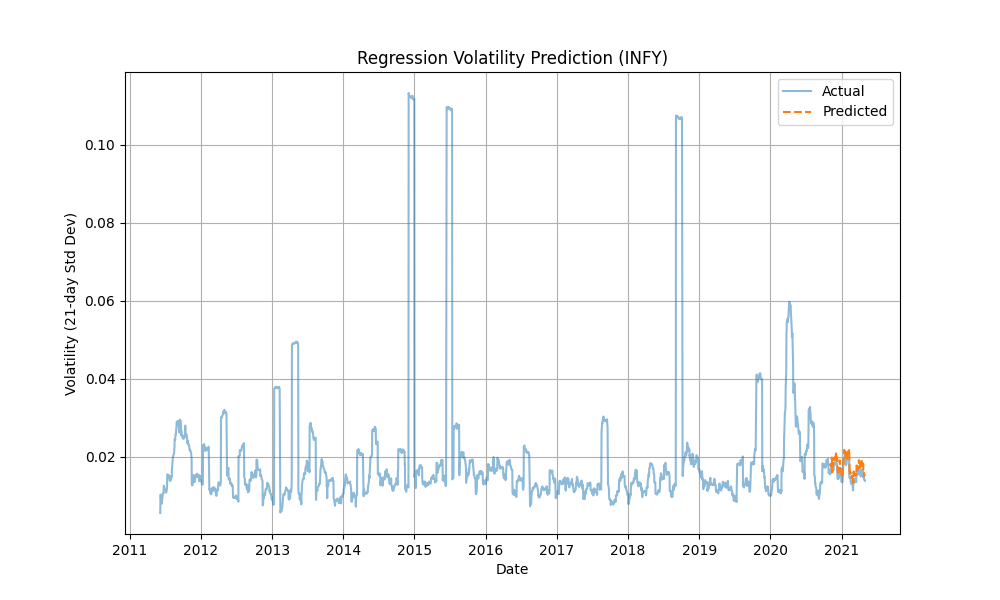 Regression Volatility Prediction (INFY)
Actual
Predicted
Volatility (21-day Std Dev)
0.10
0.08
0.06
0.04
0.02
2011 2012 2013 2014 2015 2016 2017 2018 2019 2020 2021
Date